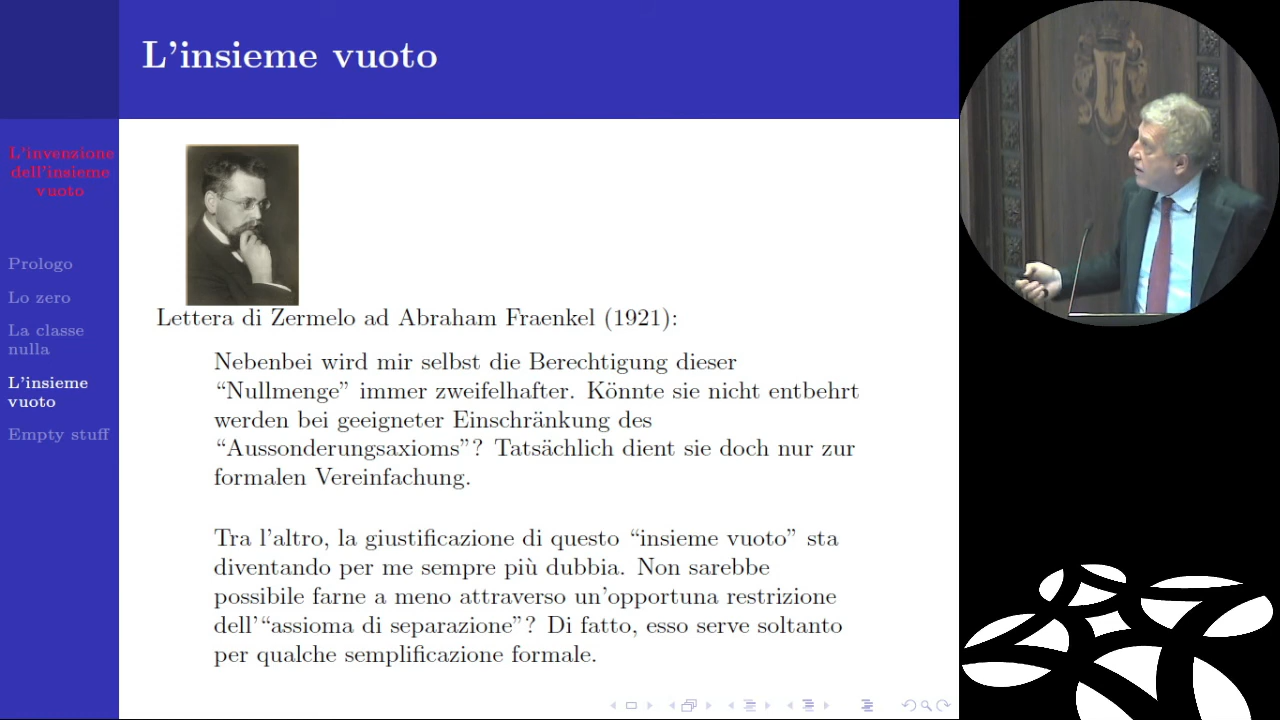 L'insieme vuoto
L'invenzione
dell'insieme
vuoto
Prologo
Lo zero
La classe
nulla
L'insieme
vuoto
Empty stuff
Lettera di Zermelo ad Abraham Fraenkel (1921):
Nebenbei wird mir selbst die Berechtigung dieser
“Nullmenge” immer zweifelhafter. Könnte sie nicht entbehrt
werden bei geeigneter Einschränkung des
“Aussonderungsaxioms”? Tatsächlich dient sie doch nur zur
formalen Vereinfachung.
Tra l'altro, la giustificazione di questo “insieme vuoto” sta
diventando per me sempre più dubbia. Non sarebbe
possibile farne a meno attraverso un'opportuna restrizione
dell'“assioma di separazione”? Di fatto, esso serve soltanto
per qualche semplificazione formale.